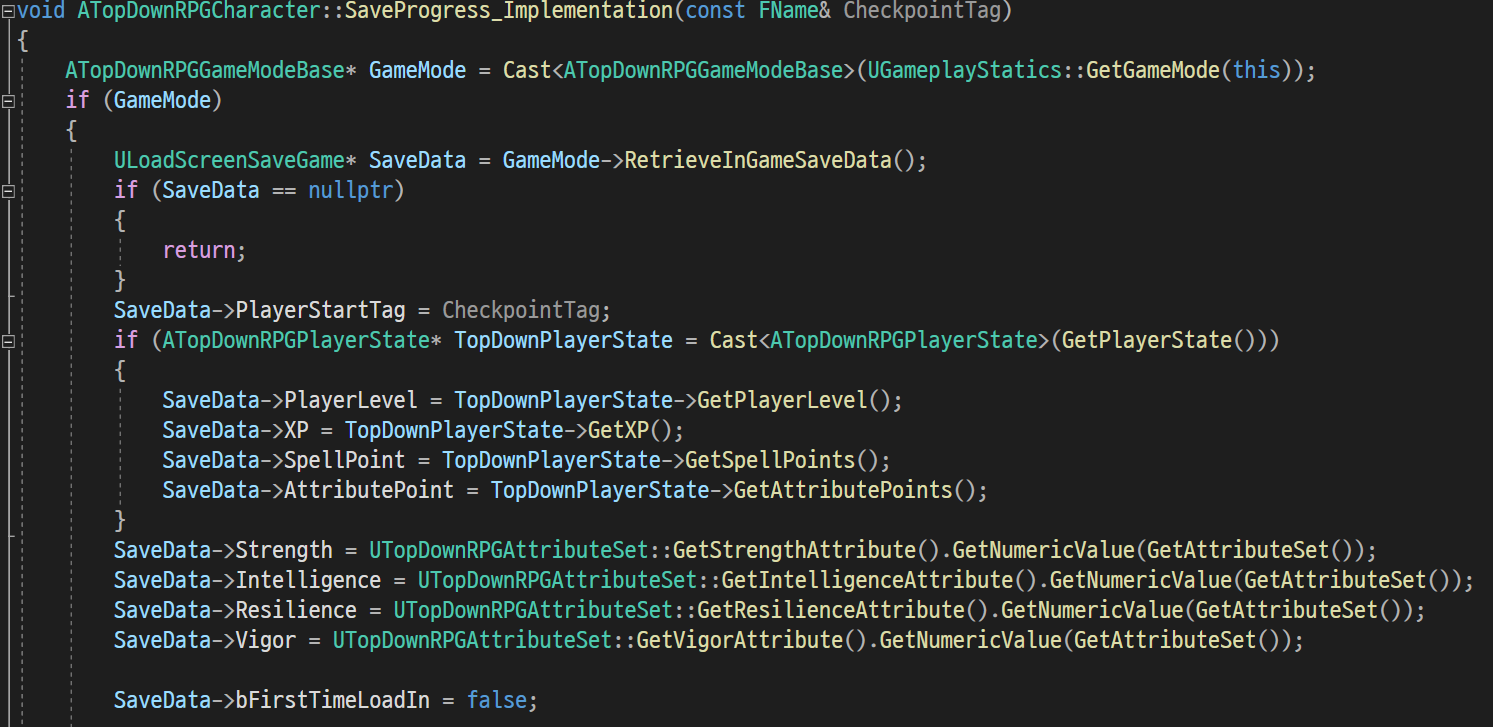 void ATopDownRPGCharacter::SaveProgress_Implementation(const FName& CheckpointTag)
{
    ATopDownRPGGameModeBase* GameMode = Cast<ATopDownRPGGameModeBase>(UGameplayStatics::GetGameMode(this));
    if (GameMode)
    {
        ULoadScreenSaveGame* SaveData = GameMode->RetrieveInGameSaveData();
        if (SaveData == nullptr)
        {
            return;
        }
        SaveData->PlayerStartTag = CheckpointTag;
        if (ATopDownRPGPlayerState* TopDownPlayerState = Cast<ATopDownRPGPlayerState>(GetPlayerState()))
        {
            SaveData->PlayerLevel = TopDownPlayerState->GetPlayerLevel();
            SaveData->XP = TopDownPlayerState->GetXP();
            SaveData->SpellPoint = TopDownPlayerState->GetSpellPoints();
            SaveData->AttributePoint = TopDownPlayerState->GetAttributePoints();
        }
        SaveData->Strength = UTopDownRPGAttributeSet::GetStrengthAttribute().GetNumericValue(GetAttributeSet());
        SaveData->Intelligence = UTopDownRPGAttributeSet::GetIntelligenceAttribute().GetNumericValue(GetAttributeSet());
        SaveData->Resilience = UTopDownRPGAttributeSet::GetResilienceAttribute().GetNumericValue(GetAttributeSet());
        SaveData->Vigor = UTopDownRPGAttributeSet::GetVigorAttribute().GetNumericValue(GetAttributeSet());

        SaveData->bFirstTimeLoadIn = false;